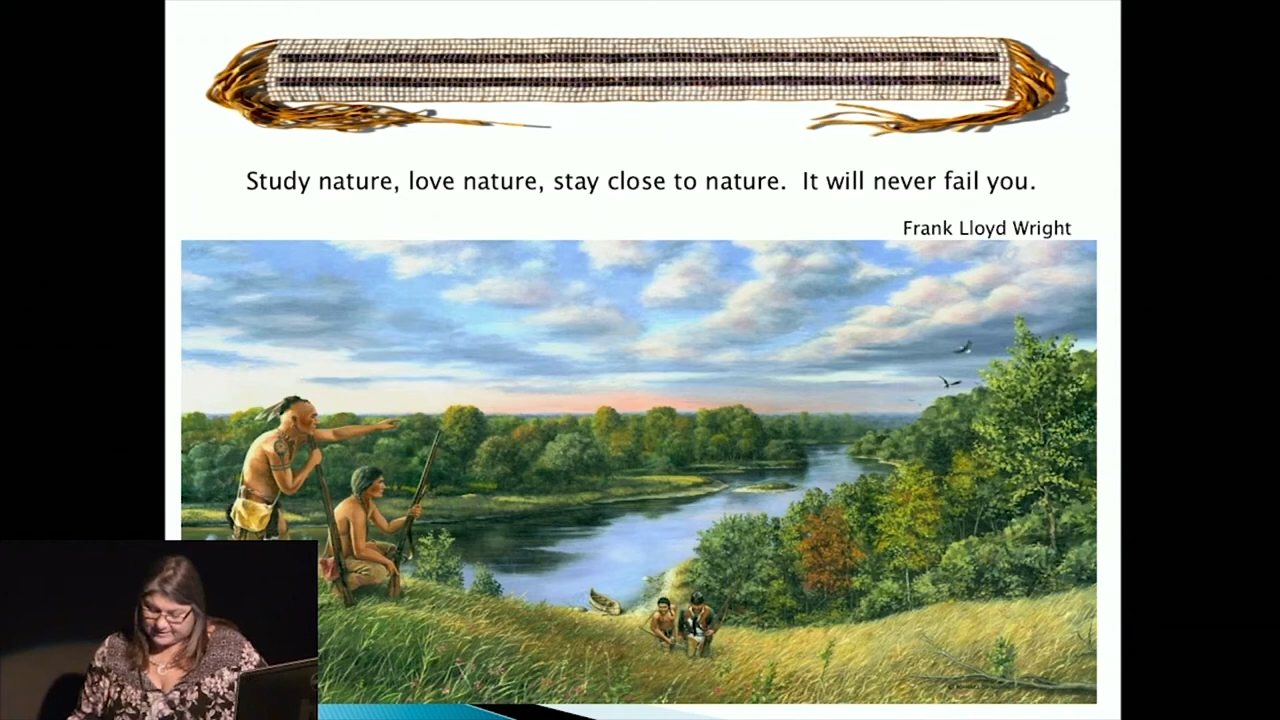 Study nature, love nature, stay close to nature.  It will never fail you.
Frank Lloyd Wright